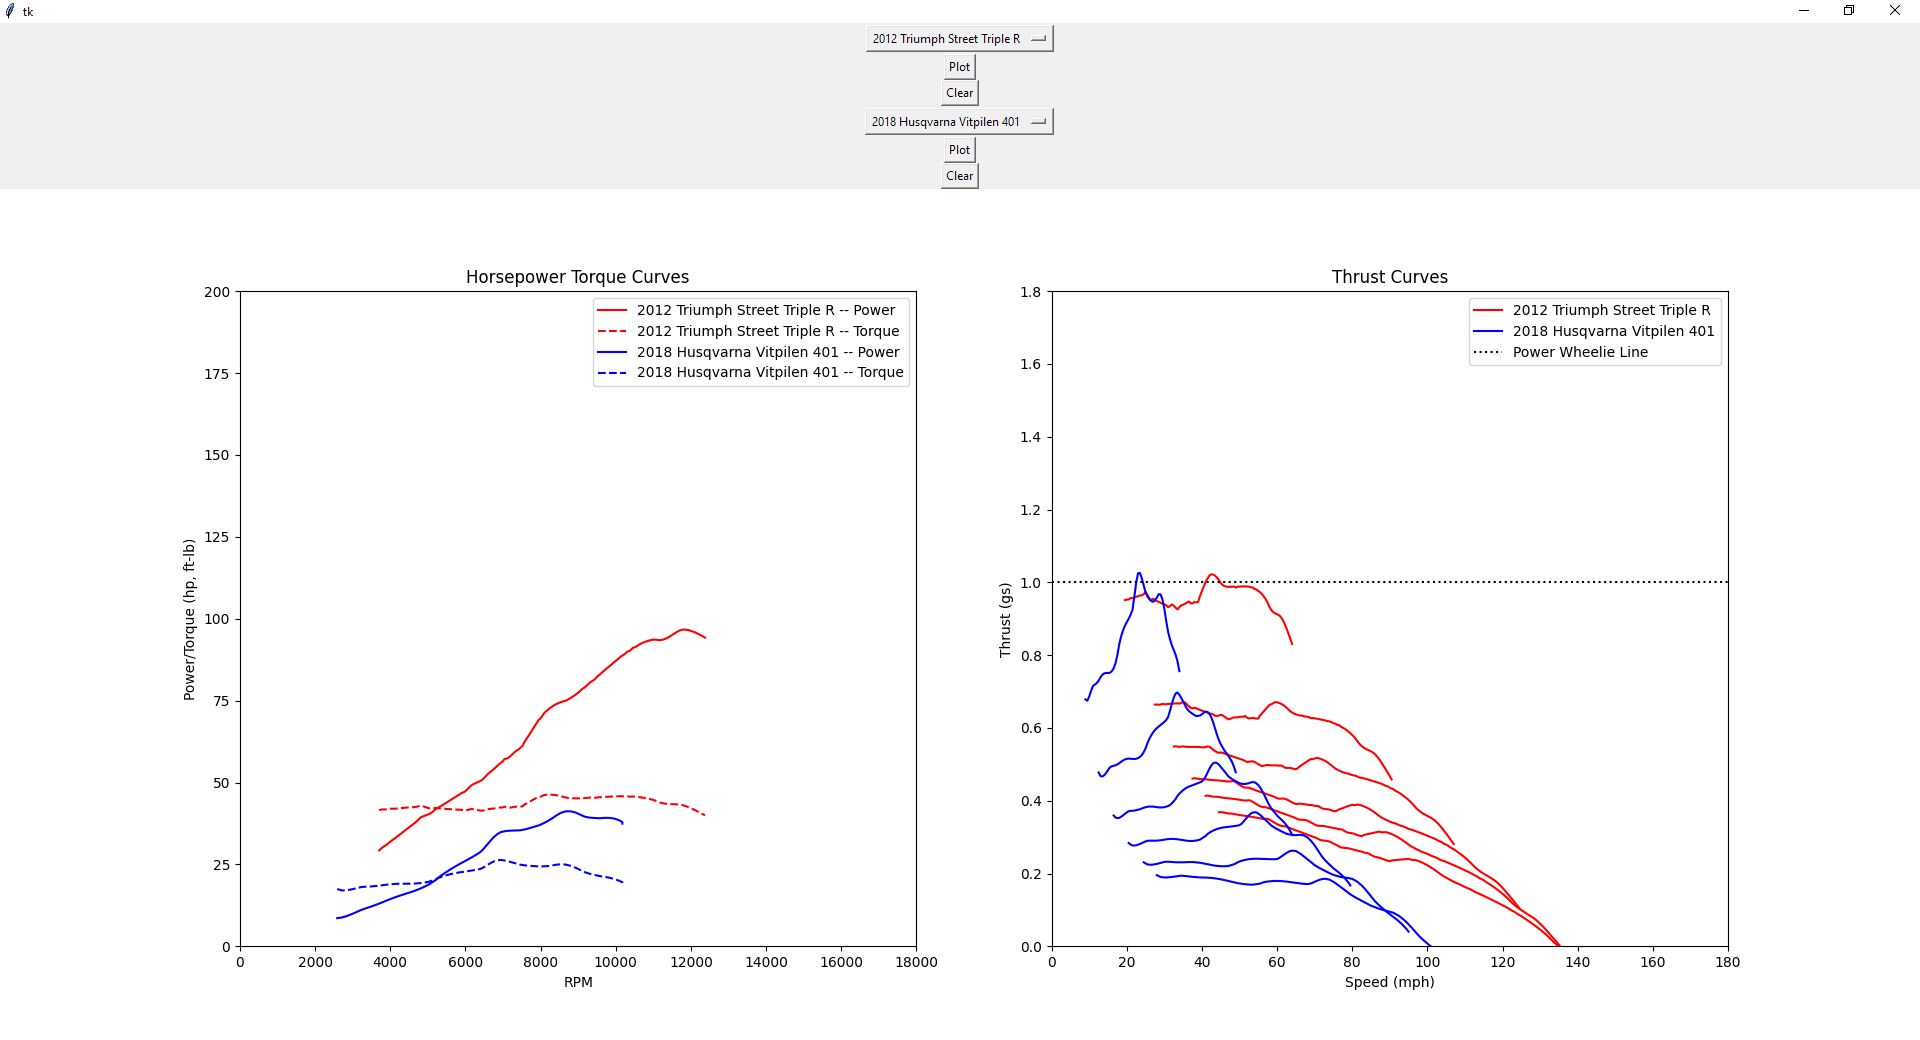 tk
2012 Triumph Street Triple R
Plot
Clear
2018 Husqvarna Vitpilen 401
Plot
Clear
Horsepower Torque Curves
200
175
150
125
100
75
50
25
0
Power/Torque (hp, ft-lb)
2012 Triumph Street Triple R -- Power
2012 Triumph Street Triple R -- Torque
2018 Husqvarna Vitpilen 401 -- Power
2018 Husqvarna Vitpilen 401 -- Torque
0 2000 4000 6000 8000 10000 12000 14000 16000 18000
RPM
Thrust Curves
1.8
1.6
1.4
1.2
1.0
0.8
0.6
0.4
0.2
0.0
Thrust (gs)
2012 Triumph Street Triple R
2018 Husqvarna Vitpilen 401
Power Wheelie Line
0 20 40 60 80 100 120 140 160 180
Speed (mph)